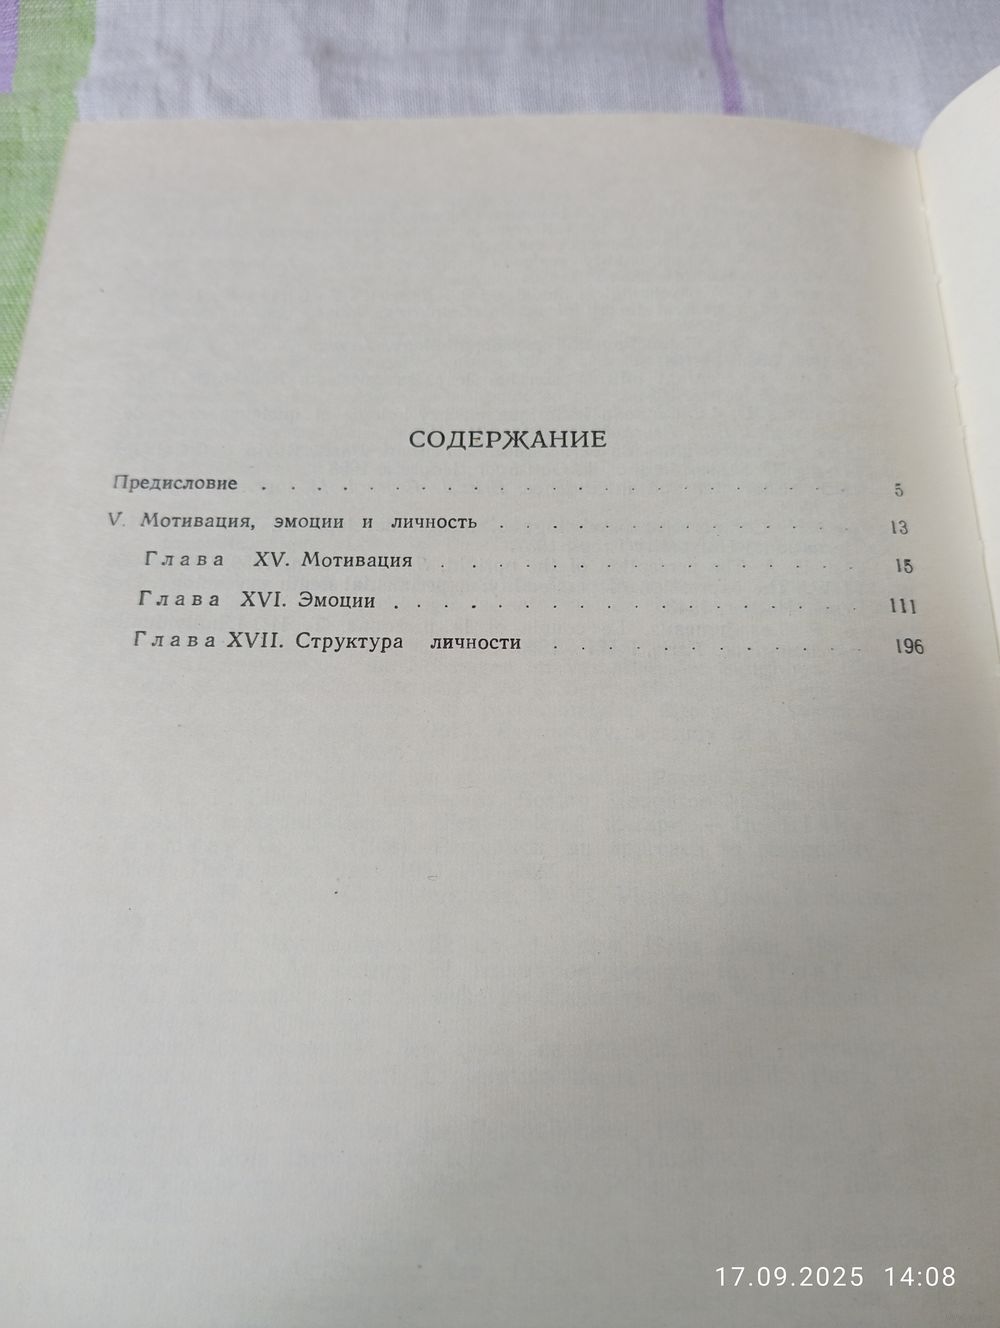 СОДЕРЖАНИЕ
Предисловие . . . . . . . . . . . . . . . . . . . . . 5
V. Мотивация, эмоции и личность . . . . . . . . . . . . . 13
Глава XV. Мотивация . . . . . . . . . . . . . . . 15
Глава XVI. Эмоции . . . . . . . . . . . . . . . . . . 111
Глава XVII. Структура личности . . . . . . . . . . . . 196
17.09.2025 14:08